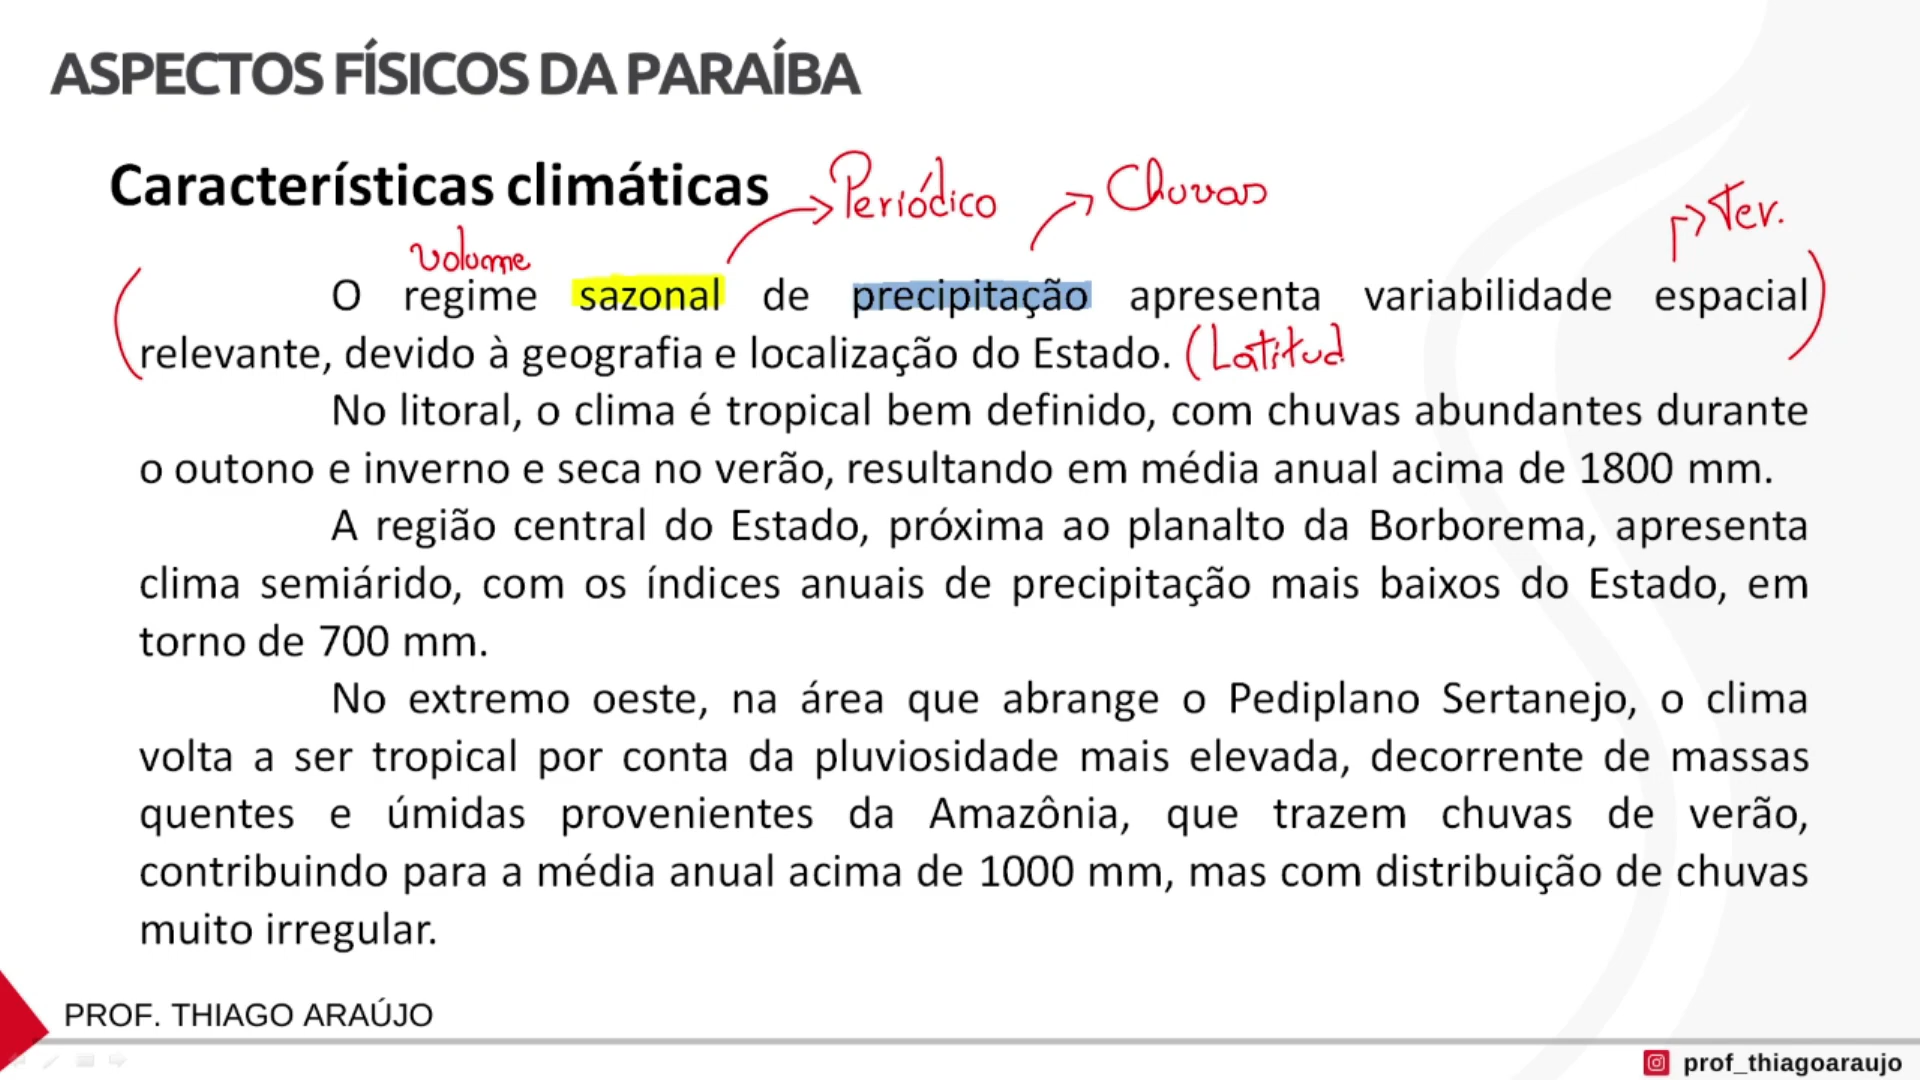 ASPECTOS FÍSICOS DA PARAÍBA
Características climáticas
Periódico
Chuvas
Ter.
volume
O regime sazonal de precipitação apresenta variabilidade espacial
relevante, devido à geografia e localização do Estado. (Latitud
No litoral, o clima é tropical bem definido, com chuvas abundantes durante
o outono e inverno e seca no verão, resultando em média anual acima de 1800 mm.
A região central do Estado, próxima ao planalto da Borborema, apresenta
clima semiárido, com os índices anuais de precipitação mais baixos do Estado, em
torno de 700 mm.
No extremo oeste, na área que abrange o Pediplano Sertanejo, o clima
volta a ser tropical por conta da pluviosidade mais elevada, decorrente de massas
quentes e úmidas provenientes da Amazônia, que trazem chuvas de verão,
contribuindo para a média anual acima de 1000 mm, mas com distribuição de chuvas
muito irregular.
PROF. THIAGO ARAÚJO
prof_thiagoaraujo